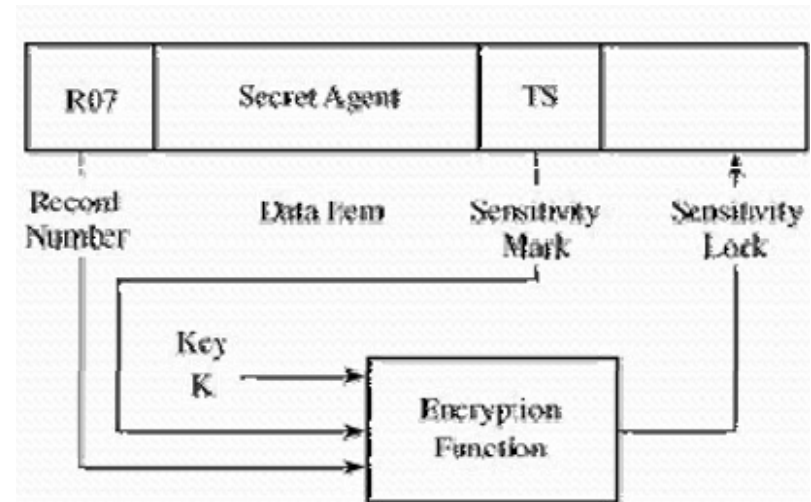 R07
Secret Agent
TS
Record
Number
Data Item
Sensitivity
Mark
Sensitivity
Lock
Key
K
Encryption
Function